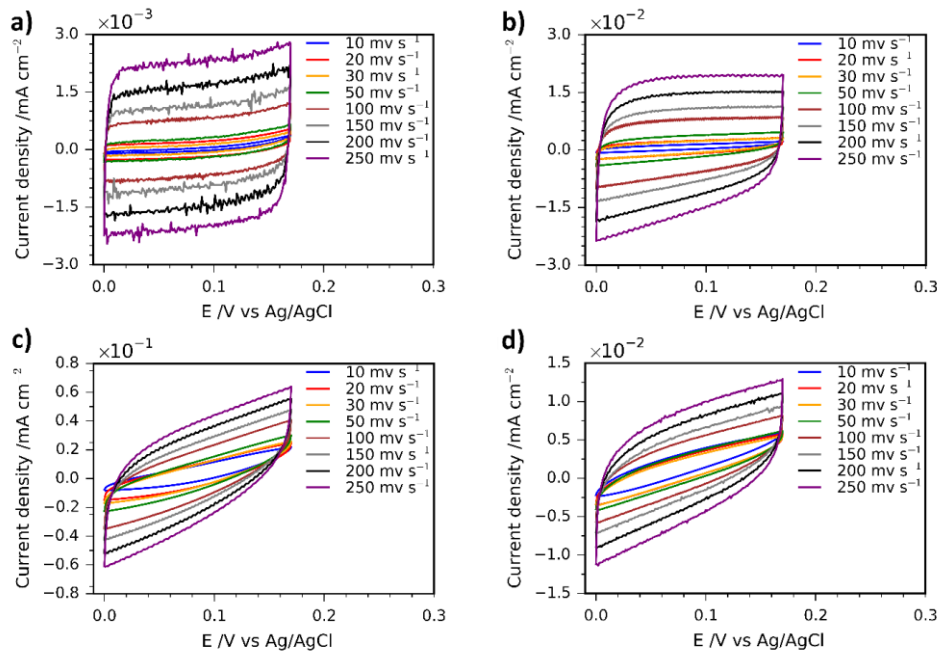 a)
×10⁻³
Current density /mA cm⁻²
3.0
1.5
0.0
−1.5
−3.0
10 mv s⁻¹
20 mv s⁻¹
30 mv s⁻¹
50 mv s⁻¹
100 mv s⁻¹
150 mv s⁻¹
200 mv s⁻¹
250 mv s⁻¹
0.0 0.1 0.2 0.3
E /V vs Ag/AgCl
b)
×10⁻²
Current density /mA cm⁻²
3.0
1.5
0.0
−1.5
−3.0
10 mv s⁻¹
20 mv s⁻¹
30 mv s⁻¹
50 mv s⁻¹
100 mv s⁻¹
150 mv s⁻¹
200 mv s⁻¹
250 mv s⁻¹
0.0 0.1 0.2 0.3
E /V vs Ag/AgCl
c)
×10⁻¹
Current density /mA cm⁻²
0.8
0.6
0.4
0.2
0.0
−0.2
−0.4
−0.6
−0.8
10 mv s⁻¹
20 mv s⁻¹
30 mv s⁻¹
50 mv s⁻¹
100 mv s⁻¹
150 mv s⁻¹
200 mv s⁻¹
250 mv s⁻¹
0.0 0.1 0.2 0.3
E /V vs Ag/AgCl
d)
×10⁻²
Current density /mA cm⁻²
1.5
1.0
0.5
0.0
−0.5
−1.0
−1.5
10 mv s⁻¹
20 mv s⁻¹
30 mv s⁻¹
50 mv s⁻¹
100 mv s⁻¹
150 mv s⁻¹
200 mv s⁻¹
250 mv s⁻¹
0.0 0.1 0.2 0.3
E /V vs Ag/AgCl